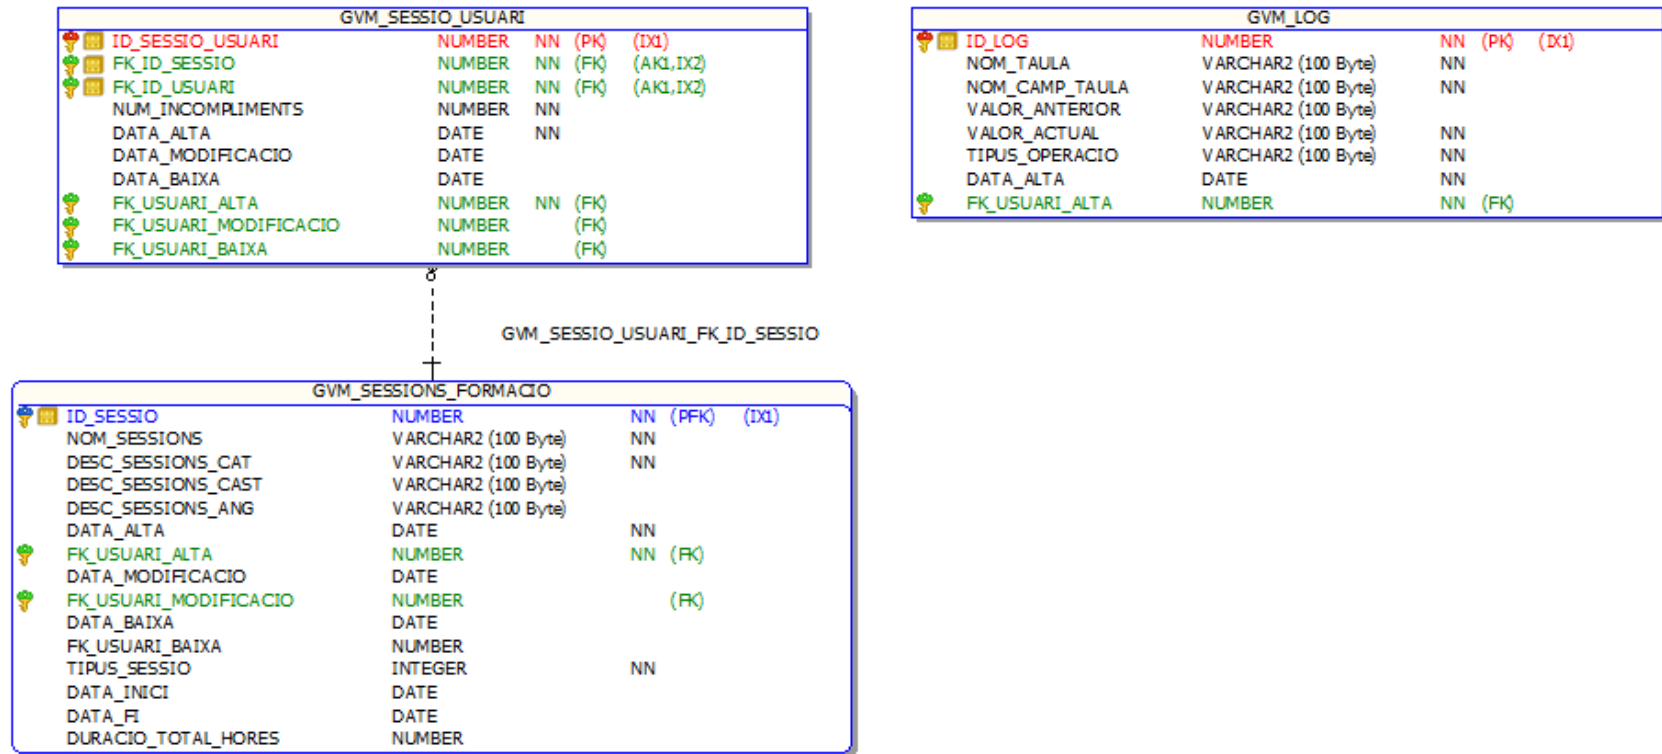 GVM_SESSIO_USUARI
ID_SESSIO_USUARI NUMBER NN (PK) (IX1)
FK_ID_SESSIO NUMBER NN (FK) (AK1,IX2)
FK_ID_USUARI NUMBER NN (FK) (AK1,IX2)
NUM_INCOMPLIMENTS NUMBER NN
DATA_ALTA DATE NN
DATA_MODIFICACIO DATE
DATA_BAIXA DATE
FK_USUARI_ALTA NUMBER NN (FK)
FK_USUARI_MODIFICACIO NUMBER (FK)
FK_USUARI_BAIXA NUMBER (FK)
GVM_LOG
ID_LOG NUMBER NN (PK) (IX1)
NOM_TAULA VARCHAR2 (100 Byte) NN
NOM_CAMP_TAULA VARCHAR2 (100 Byte) NN
VALOR_ANTERIOR VARCHAR2 (100 Byte)
VALOR_ACTUAL VARCHAR2 (100 Byte) NN
TIPUS_OPERACIO VARCHAR2 (100 Byte) NN
DATA_ALTA DATE NN
FK_USUARI_ALTA NUMBER NN (FK)
GVM_SESSIO_USUARI_FK_ID_SESSIO
GVM_SESSIONS_FORMACIO
ID_SESSIO NUMBER NN (PFK) (IX1)
NOM_SESSIONS VARCHAR2 (100 Byte) NN
DESC_SESSIONS_CAT VARCHAR2 (100 Byte) NN
DESC_SESSIONS_CAST VARCHAR2 (100 Byte)
DESC_SESSIONS_ANG VARCHAR2 (100 Byte)
DATA_ALTA DATE NN
FK_USUARI_ALTA NUMBER NN (FK)
DATA_MODIFICACIO DATE
FK_USUARI_MODIFICACIO NUMBER (FK)
DATA_BAIXA DATE
FK_USUARI_BAIXA NUMBER
TIPUS_SESSIO INTEGER NN
DATA_INICI DATE
DATA_FI DATE
DURACIO_TOTAL_HORES NUMBER